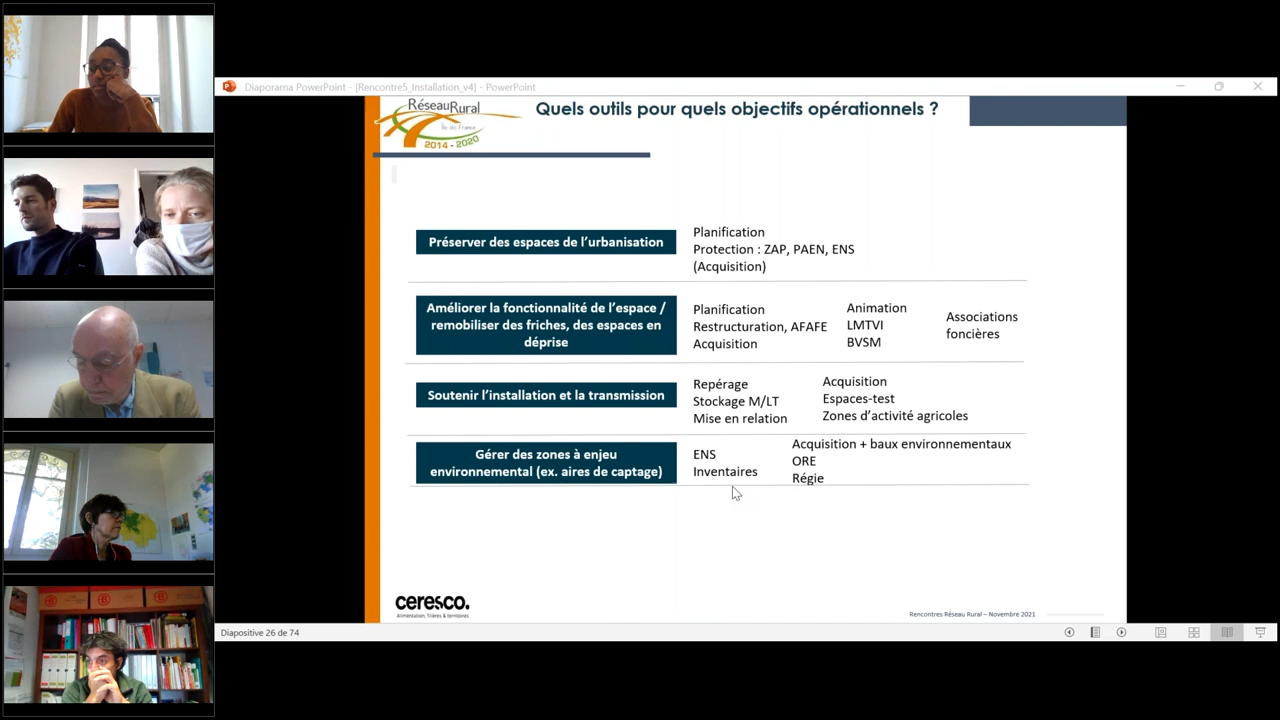 Diaporama PowerPoint - [Rencontre5_Installation_v4] - PowerPoint
RéseauRural
Île de France
2014 - 2020
Quels outils pour quels objectifs opérationnels ?
Préserver des espaces de l'urbanisation
Planification
Protection : ZAP, PAEN, ENS
(Acquisition)
Améliorer la fonctionnalité de l'espace /
remobiliser des friches, des espaces en
déprise
Planification
Restructuration, AFAFE
Acquisition
Animation
LMTVI
BVSM
Associations
foncières
Soutenir l'installation et la transmission
Repérage
Stockage M/LT
Mise en relation
Acquisition
Espaces-test
Zones d'activité agricoles
Gérer des zones à enjeu
environnemental (ex. aires de captage)
ENS
Inventaires
Acquisition + baux environnementaux
ORE
Régie
ceresco.
Alimentation, filières & territoires
Rencontres Réseau Rural – Novembre 2021
Diapositive 26 de 74